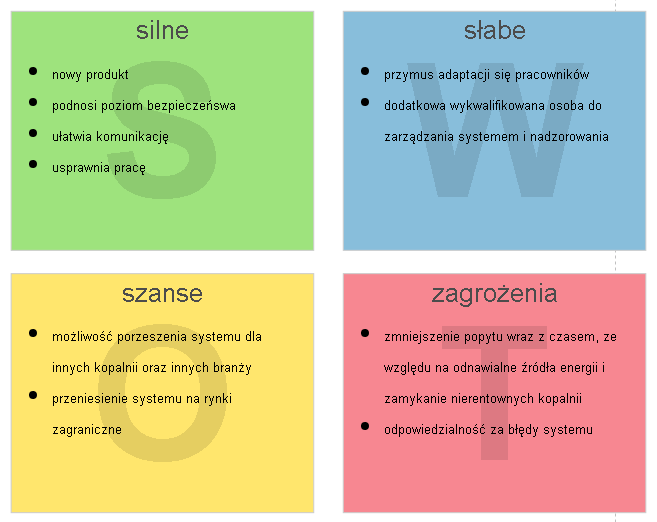 silne
S
nowy produkt
podnosi poziom bezpieczeńswa
ułatwia komunikację
usprawnia pracę
słabe
W
przymus adaptacji się pracowników
dodatkowa wykwalifikowana osoba do
zarządzania systemem i nadzorowania
szanse
O
możliwość porzeszenia systemu dla
innych kopalnii oraz innych branży
przeniesienie systemu na rynki
zagraniczne
zagrożenia
T
zmniejszenie popytu wraz z czasem, ze
względu na odnawialne źródła energii i
zamykanie nierentownych kopalnii
odpowiedzialność za błędy systemu